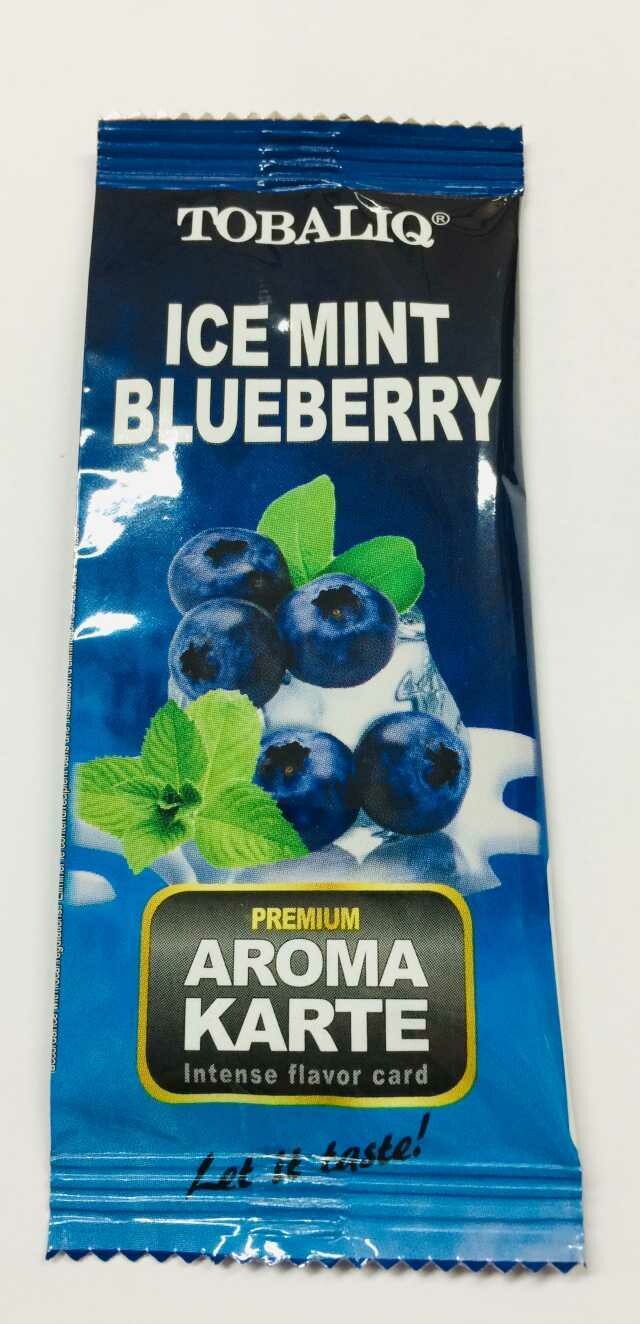 TOBALIQ®
ICE MINT
BLUEBERRY
PREMIUM
AROMA
KARTE
Intense flavor card
Let it taste!